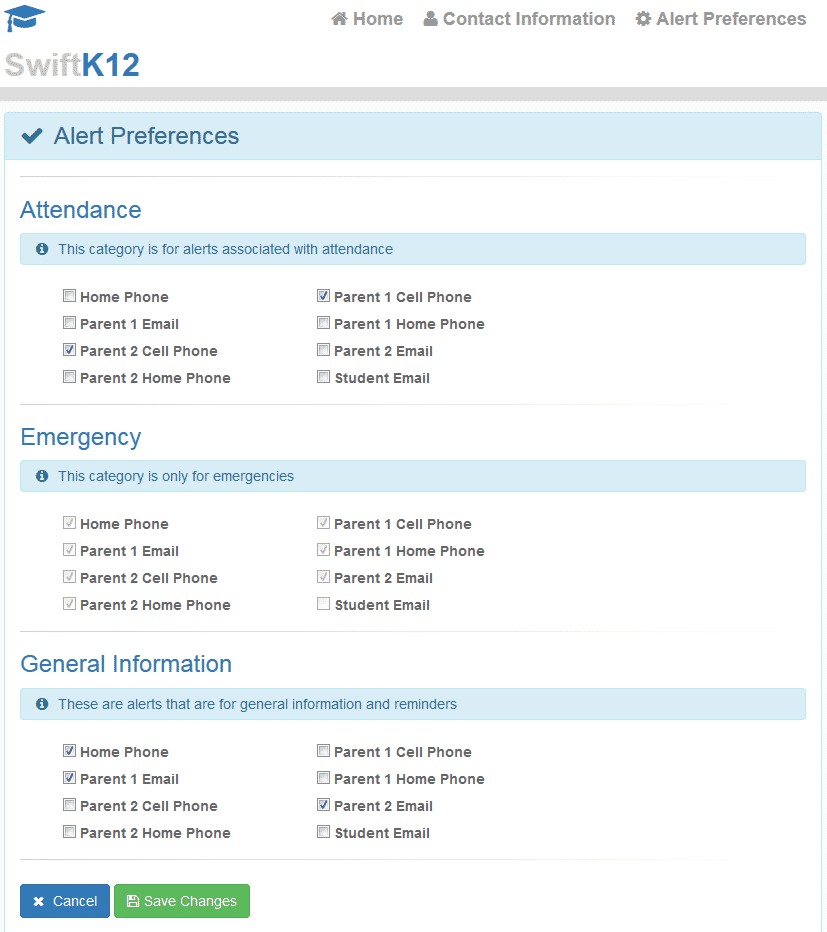 Home Contact Information Alert Preferences
SwiftK12
Alert Preferences
Attendance
This category is for alerts associated with attendance
Home Phone Parent 1 Cell Phone
Parent 1 Email Parent 1 Home Phone
Parent 2 Cell Phone Parent 2 Email
Parent 2 Home Phone Student Email
Emergency
This category is only for emergencies
Home Phone Parent 1 Cell Phone
Parent 1 Email Parent 1 Home Phone
Parent 2 Cell Phone Parent 2 Email
Parent 2 Home Phone Student Email
General Information
These are alerts that are for general information and reminders
Home Phone Parent 1 Cell Phone
Parent 1 Email Parent 1 Home Phone
Parent 2 Cell Phone Parent 2 Email
Parent 2 Home Phone Student Email
Cancel Save Changes